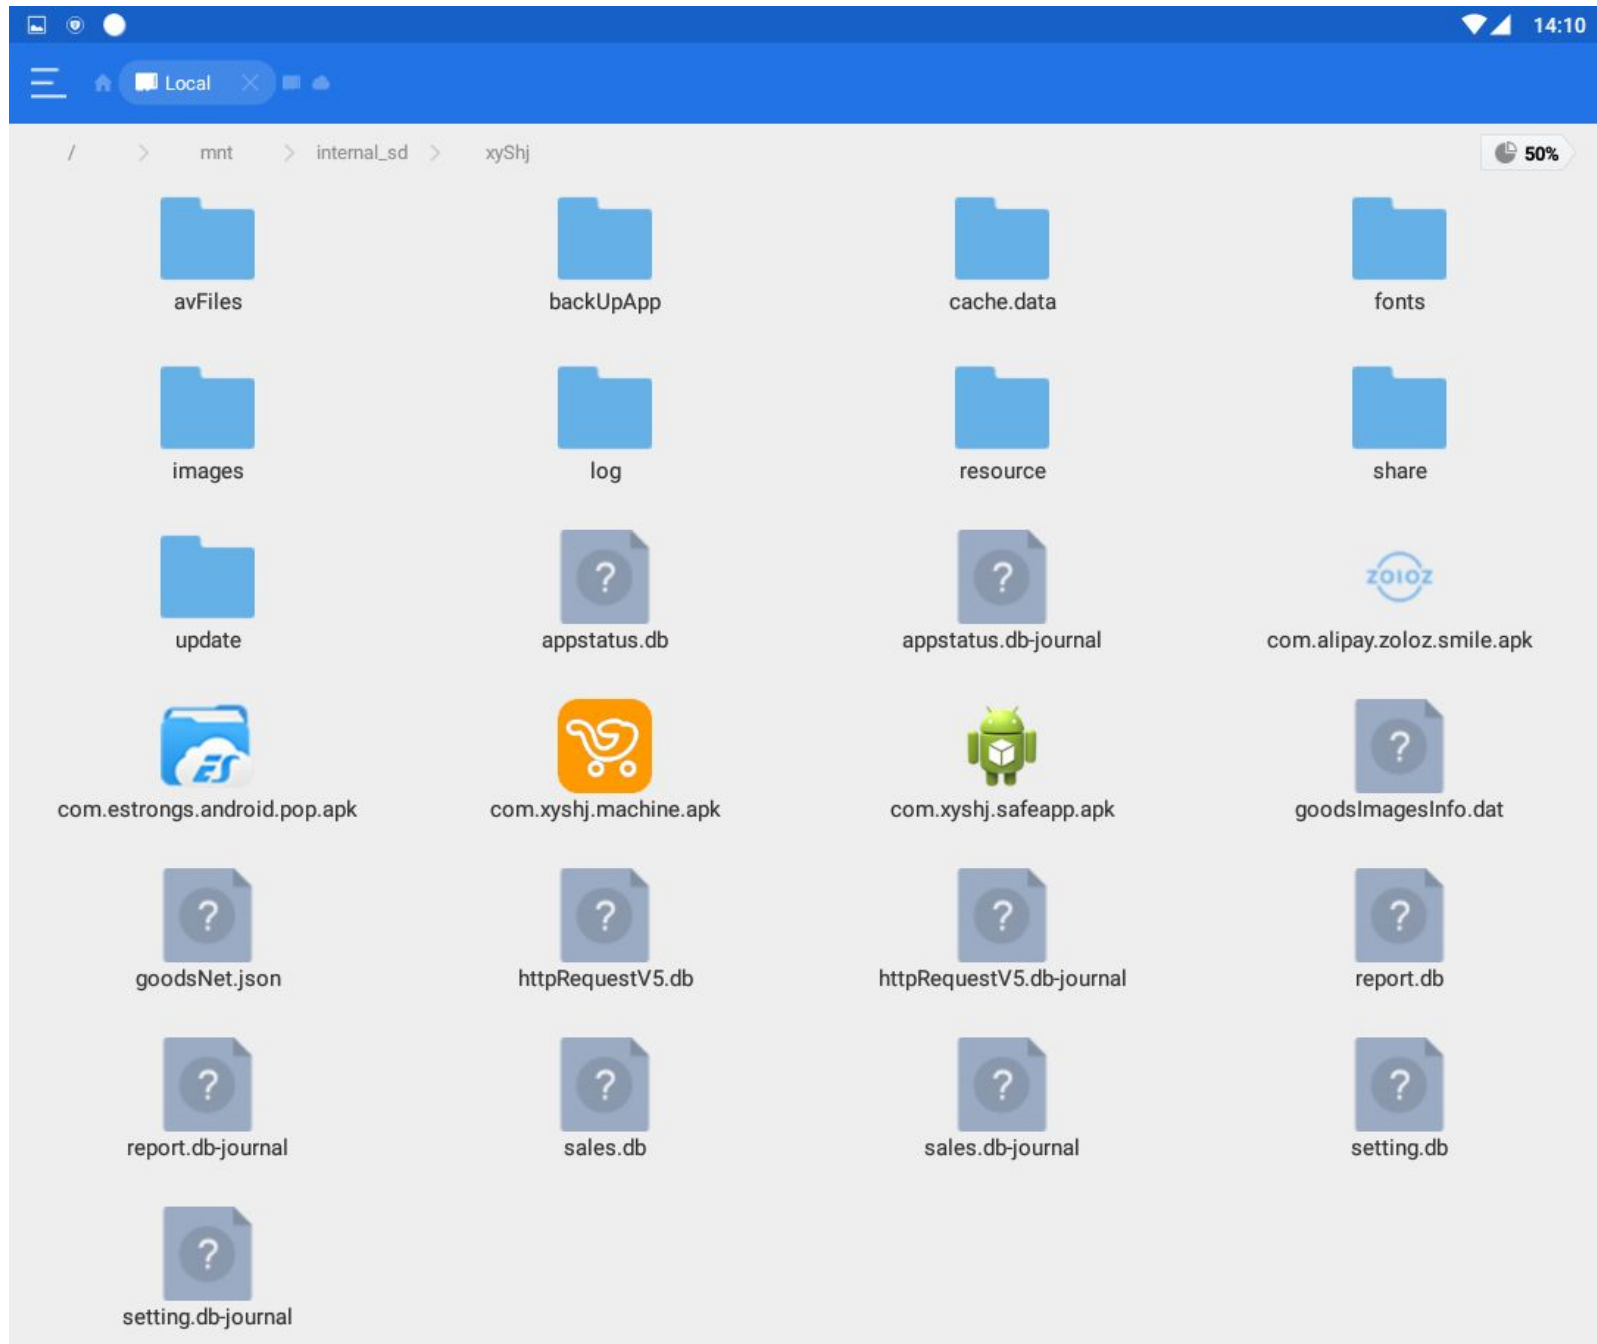 14:10
Local
/ > mnt > internal_sd > xyShj
50%
avFiles
backUpApp
cache.data
fonts
images
log
resource
share
update
? appstatus.db
? appstatus.db-journal
ZOLOZ com.alipay.zoloz.smile.apk
ES com.estrongs.android.pop.apk
com.xyshj.machine.apk
com.xyshj.safeapp.apk
? goodsImagesInfo.dat
? goodsNet.json
? httpRequestV5.db
? httpRequestV5.db-journal
? report.db
? report.db-journal
? sales.db
? sales.db-journal
? setting.db
? setting.db-journal